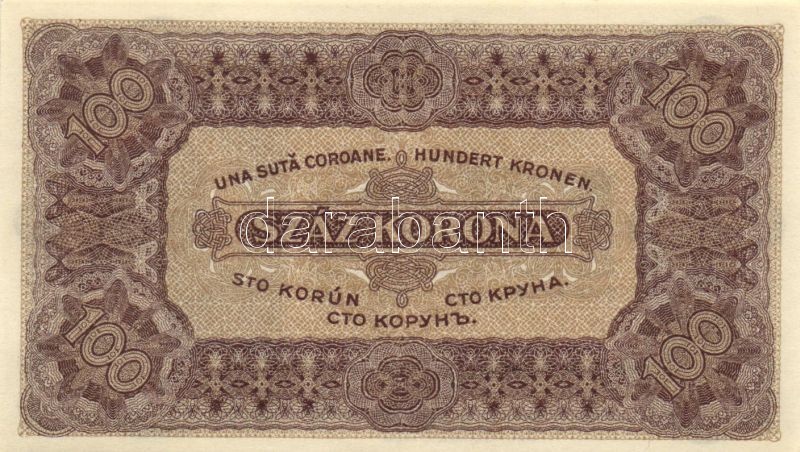 100 100
UNA SUTĂ COROANE. HUNDERT KRONEN.
SZÁZ KORONA
darabanth
STO KORÚN СТО КРУНА.
СТО КОРУНЪ.
100 100